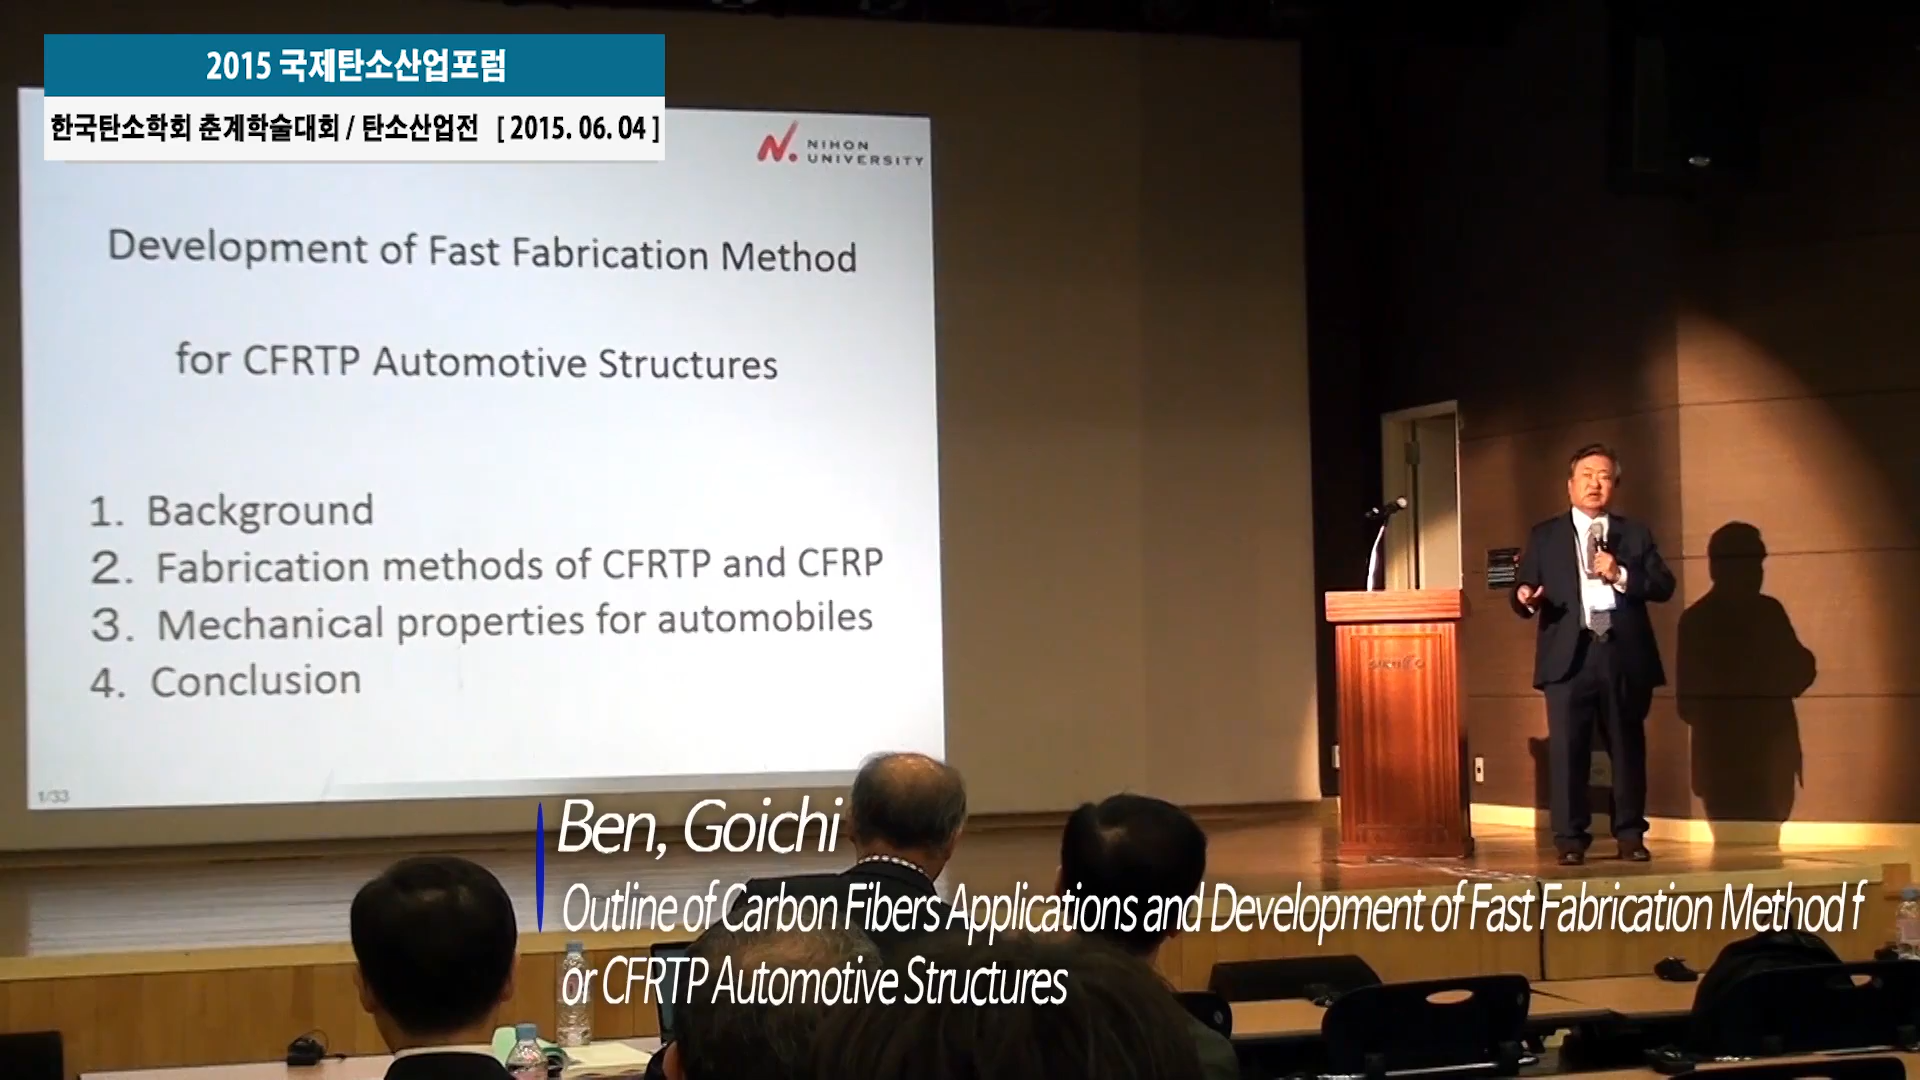 2015 국제탄소산업포럼
한국탄소학회 춘계학술대회 / 탄소산업전 [ 2015. 06. 04 ]
N. NIHON
UNIVERSITY
Development of Fast Fabrication Method
for CFRTP Automotive Structures
1. Background
2. Fabrication methods of CFRTP and CFRP
3. Mechanical properties for automobiles
4. Conclusion
1/33
Ben, Goichi
Outline of Carbon Fibers Applications and Development of Fast Fabrication Method f
or CFRTP Automotive Structures